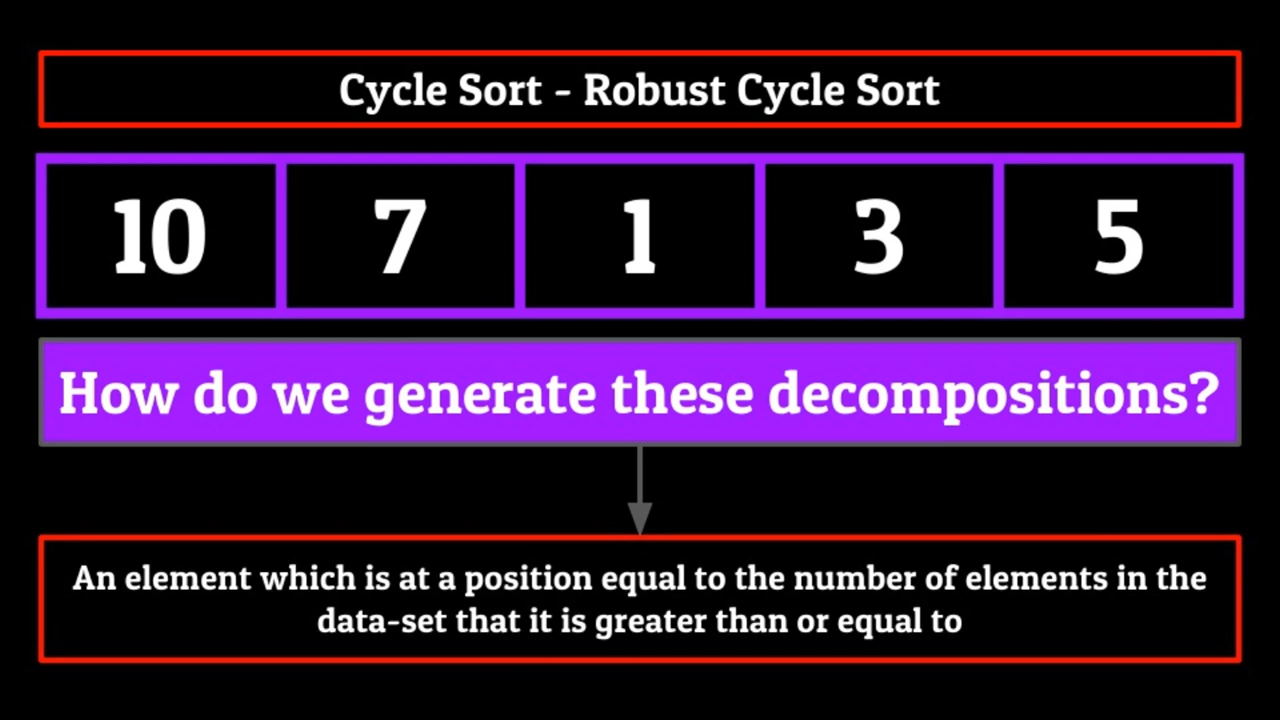 Cycle Sort - Robust Cycle Sort
10 7 1 3 5
How do we generate these decompositions?
An element which is at a position equal to the number of elements in the
data-set that it is greater than or equal to